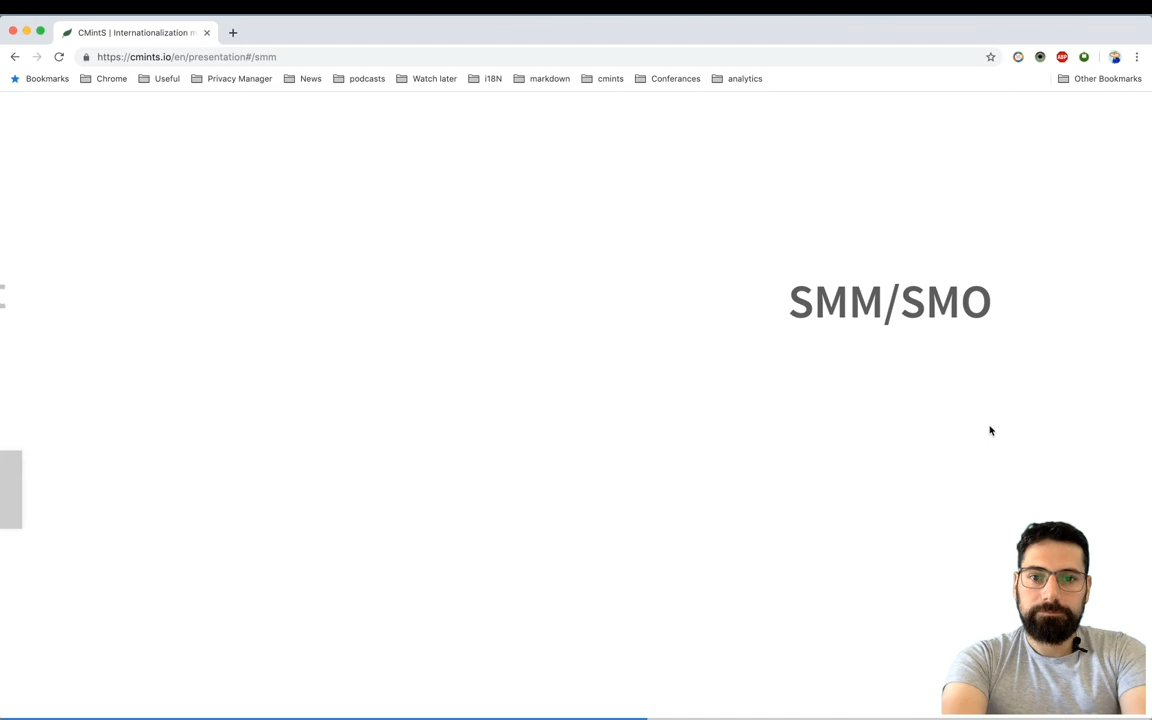 CMintS | Internationalization m
https://cmints.io/en/presentation#/smm
Bookmarks Chrome Useful Privacy Manager News podcasts Watch later i18N markdown cmints Conferances analytics Other Bookmarks
ABP
SMM/SMO